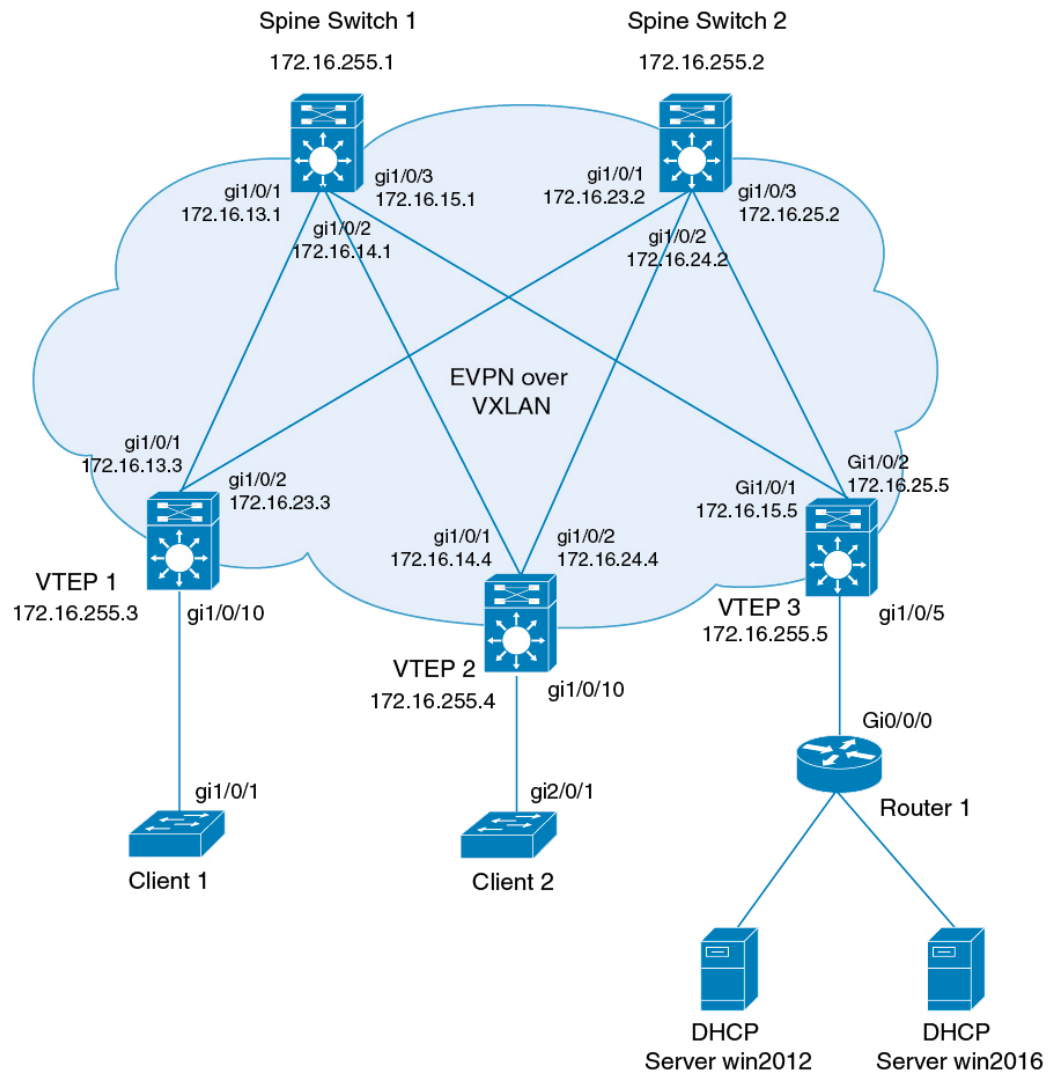 Spine Switch 1
172.16.255.1
Spine Switch 2
172.16.255.2
gi1/0/1
172.16.13.1
gi1/0/3
172.16.15.1
gi1/0/2
172.16.14.1
gi1/0/1
172.16.23.2
gi1/0/3
172.16.25.2
gi1/0/2
172.16.24.2
EVPN over
VXLAN
gi1/0/1
172.16.13.3
gi1/0/2
172.16.23.3
gi1/0/1
172.16.14.4
gi1/0/2
172.16.24.4
Gi1/0/1
172.16.15.5
Gi1/0/2
172.16.25.5
VTEP 1
172.16.255.3
gi1/0/10
VTEP 2
172.16.255.4
gi1/0/10
VTEP 3
172.16.255.5
gi1/0/5
Gi0/0/0
Router 1
gi1/0/1
Client 1
gi2/0/1
Client 2
DHCP
Server win2012
DHCP
Server win2016